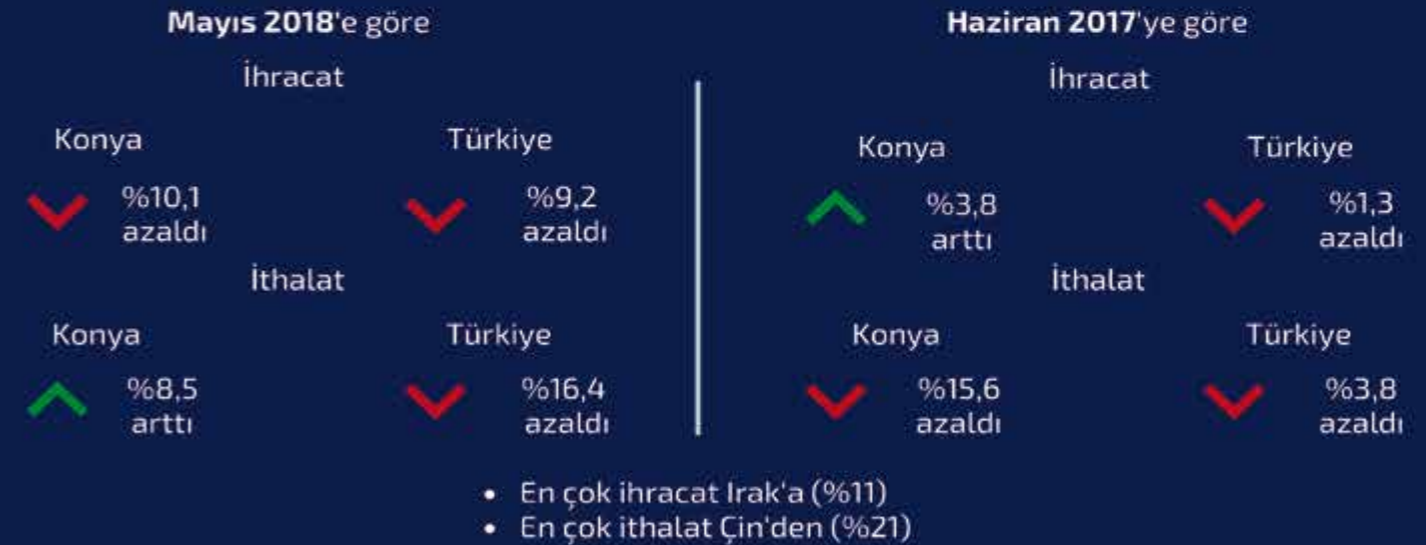 Mayıs 2018'e göre
İhracat
Konya
%10,1
azaldı
Türkiye
%9,2
azaldı
İthalat
Konya
%8,5
arttı
Türkiye
%16,4
azaldı
Haziran 2017'ye göre
İhracat
Konya
%3,8
arttı
Türkiye
%1,3
azaldı
İthalat
Konya
%15,6
azaldı
Türkiye
%3,8
azaldı
• En çok ihracat Irak'a (%11)
• En çok ithalat Çin'den (%21)